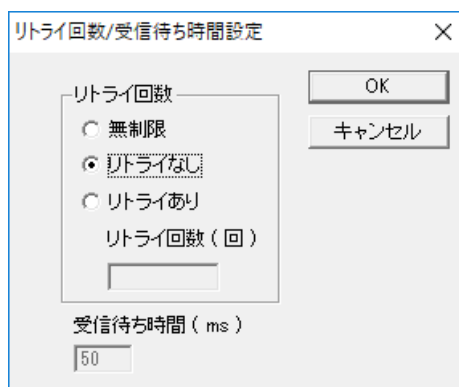 リトライ回数/受信待ち時間設定
OK
キャンセル
リトライ回数
無制限
リトライなし
リトライあり
リトライ回数 ( 回 )
受信待ち時間 ( ms )
50